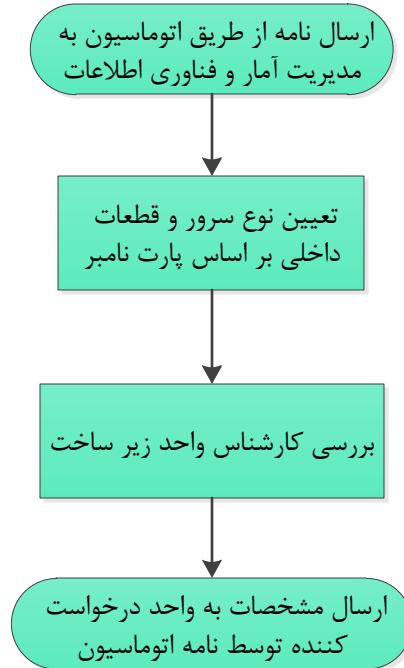 ارسال نامه از طریق اتوماسیون به
مدیریت آمار و فناوری اطلاعات
تعیین نوع سرور و قطعات
داخلی بر اساس پارت نامبر
بررسی کارشناس واحد زیر ساخت
ارسال مشخصات به واحد درخواست
کننده توسط نامه اتوماسیون